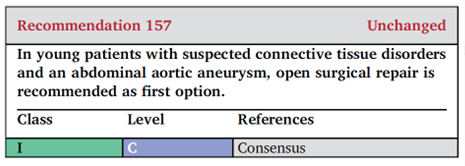 Recommendation 157 Unchanged
In young patients with suspected connective tissue disorders
and an abdominal aortic aneurysm, open surgical repair is
recommended as first option.
Class Level References
I C Consensus